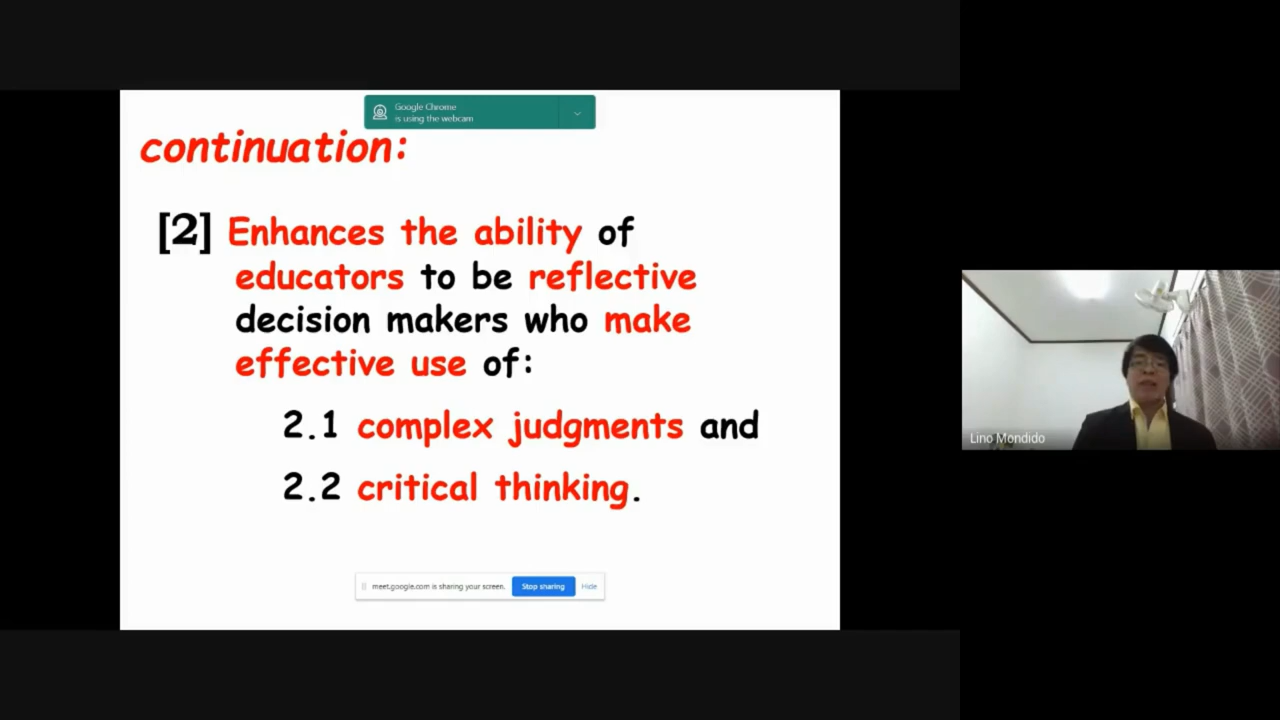 Google Chrome
is using the webcam
continuation:
[2] Enhances the ability of
educators to be reflective
decision makers who make
effective use of:
2.1 complex judgments and
2.2 critical thinking.
meet.google.com is sharing your screen. Stop sharing Hide
Lino Mondido